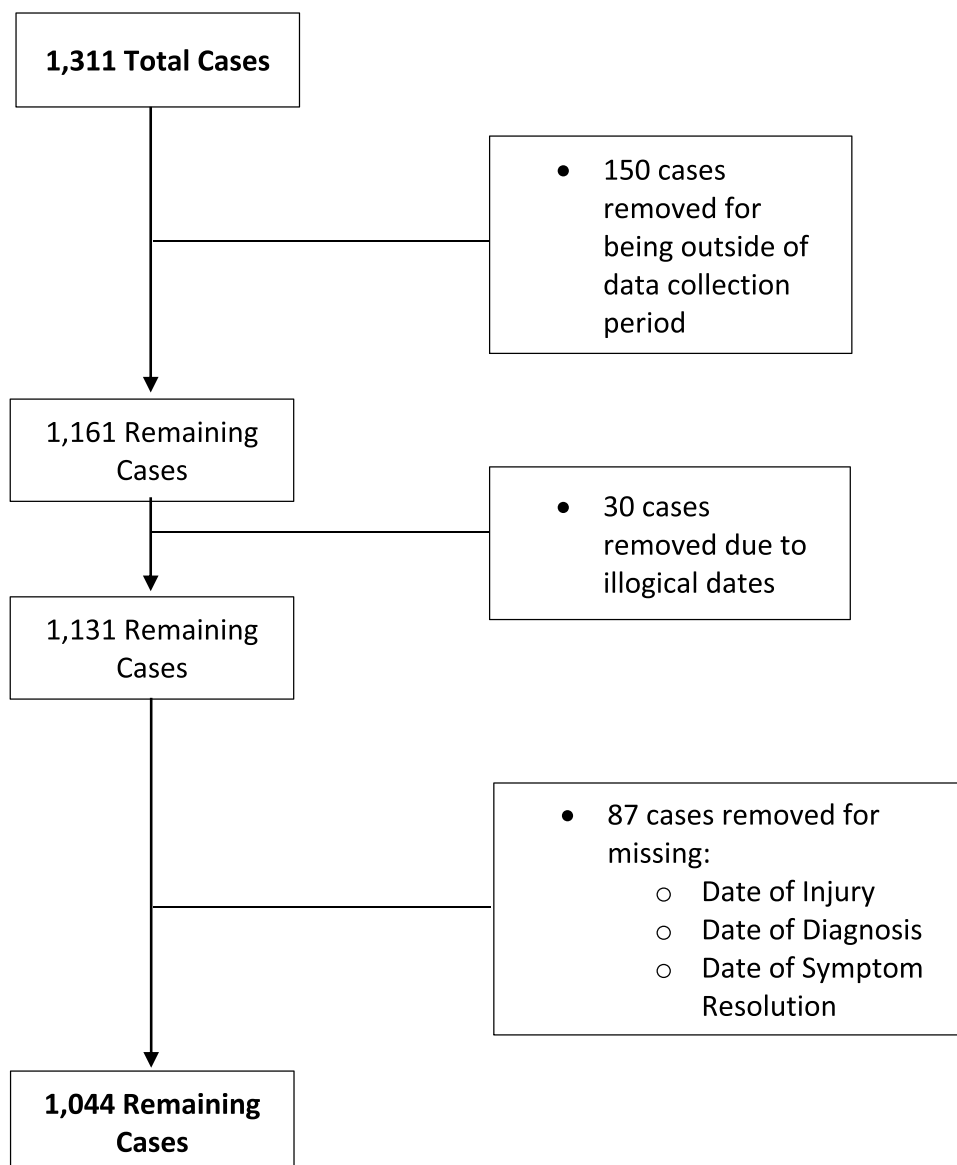 1,311 Total Cases
• 150 cases
removed for
being outside of
data collection
period
1,161 Remaining
Cases
• 30 cases
removed due to
illogical dates
1,131 Remaining
Cases
• 87 cases removed for
missing:
o Date of Injury
o Date of Diagnosis
o Date of Symptom
Resolution
1,044 Remaining
Cases